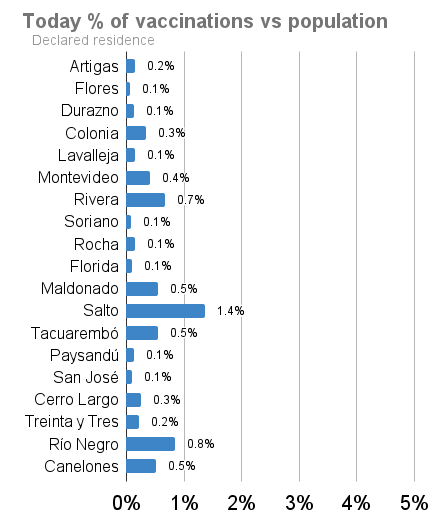 Today % of vaccinations vs population
Declared residence
Artigas 0.2%
Flores 0.1%
Durazno 0.1%
Colonia 0.3%
Lavalleja 0.1%
Montevideo 0.4%
Rivera 0.7%
Soriano 0.1%
Rocha 0.1%
Florida 0.1%
Maldonado 0.5%
Salto 1.4%
Tacuarembó 0.5%
Paysandú 0.1%
San José 0.1%
Cerro Largo 0.3%
Treinta y Tres 0.2%
Río Negro 0.8%
Canelones 0.5%
0% 1% 2% 3% 4% 5%